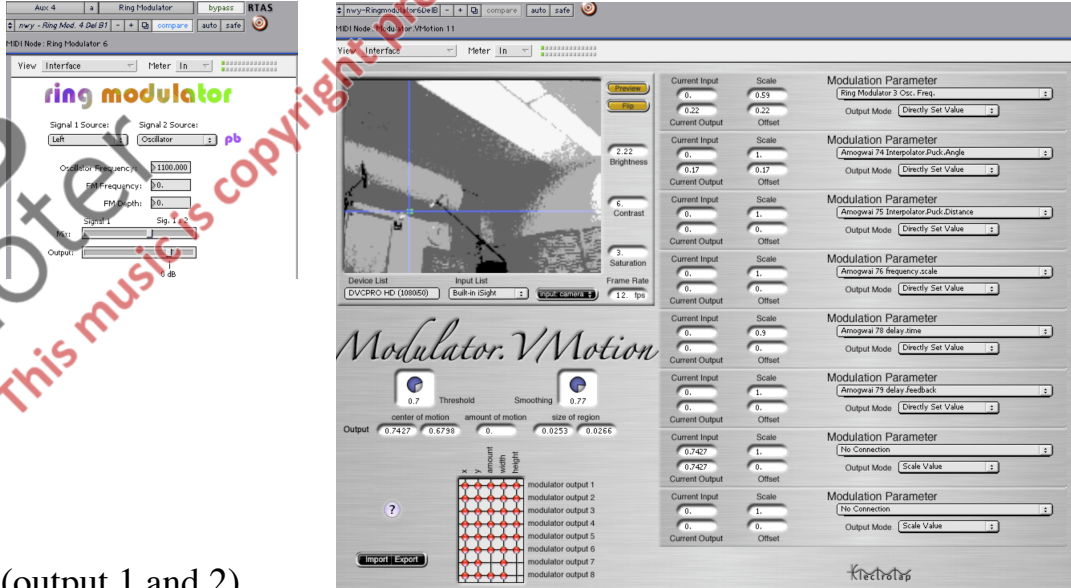 Aux 4 a Ring Modulator bypass RTAS
nwy - Ring Mod. 4 Del B1 - + compare auto safe
MIDI Node: Ring Modulator 6
View Interface Meter In
ring modulator
Signal 1 Source: Signal 2 Source:
Left Oscillator pb
Oscillator Frequency: 1100.000
FM Frequency: 0.
FM Depth: 0.
Signal 1 Sig. 1 * 2
Mix:
Output:
0 dB
This music is copyright pro
(output 1 and 2)
nwy-Ringmodulator6DelB - + compare auto safe
MIDI Node: Modulator.VMotion 11
View Interface Meter In
Preview
Flip
2.22
Brightness
6.
Contrast
3.
Saturation
Device List Input List Frame Rate
DVCPRO HD (1080i50) Built-in iSight input: camera 12. fps
Modulator.VMotion
0.7 Threshold Smoothing 0.77
center of motion amount of motion size of region
Output 0.7427 0.6798 0. 0.0253 0.0266
x y amount width height
modulator output 1
modulator output 2
modulator output 3
modulator output 4
modulator output 5
modulator output 6
modulator output 7
modulator output 8
?
Import Export
Current Input Scale Modulation Parameter
0. 0.59 Ring Modulator 3 Osc. Freq.
0.22 0.22 Output Mode Directly Set Value
Current Output Offset
Current Input Scale Modulation Parameter
0. 1. Amogwai 74 Interpolator.Puck.Angle
0.17 0.17 Output Mode Directly Set Value
Current Output Offset
Current Input Scale Modulation Parameter
0. 1. Amogwai 75 Interpolator.Puck.Distance
0. 0. Output Mode Directly Set Value
Current Output Offset
Current Input Scale Modulation Parameter
0. 1. Amogwai 76 frequency.scale
0. 0. Output Mode Directly Set Value
Current Output Offset
Current Input Scale Modulation Parameter
0. 0.9 Amogwai 78 delay.time
0. 0. Output Mode Directly Set Value
Current Output Offset
Current Input Scale Modulation Parameter
0. 1. Amogwai 79 delay.feedback
0. 0. Output Mode Directly Set Value
Current Output Offset
Current Input Scale Modulation Parameter
0.7427 1. No Connection
0.7427 0. Output Mode Scale Value
Current Output Offset
Current Input Scale Modulation Parameter
0. 1. No Connection
0. 0. Output Mode Scale Value
Current Output Offset
Electrotap